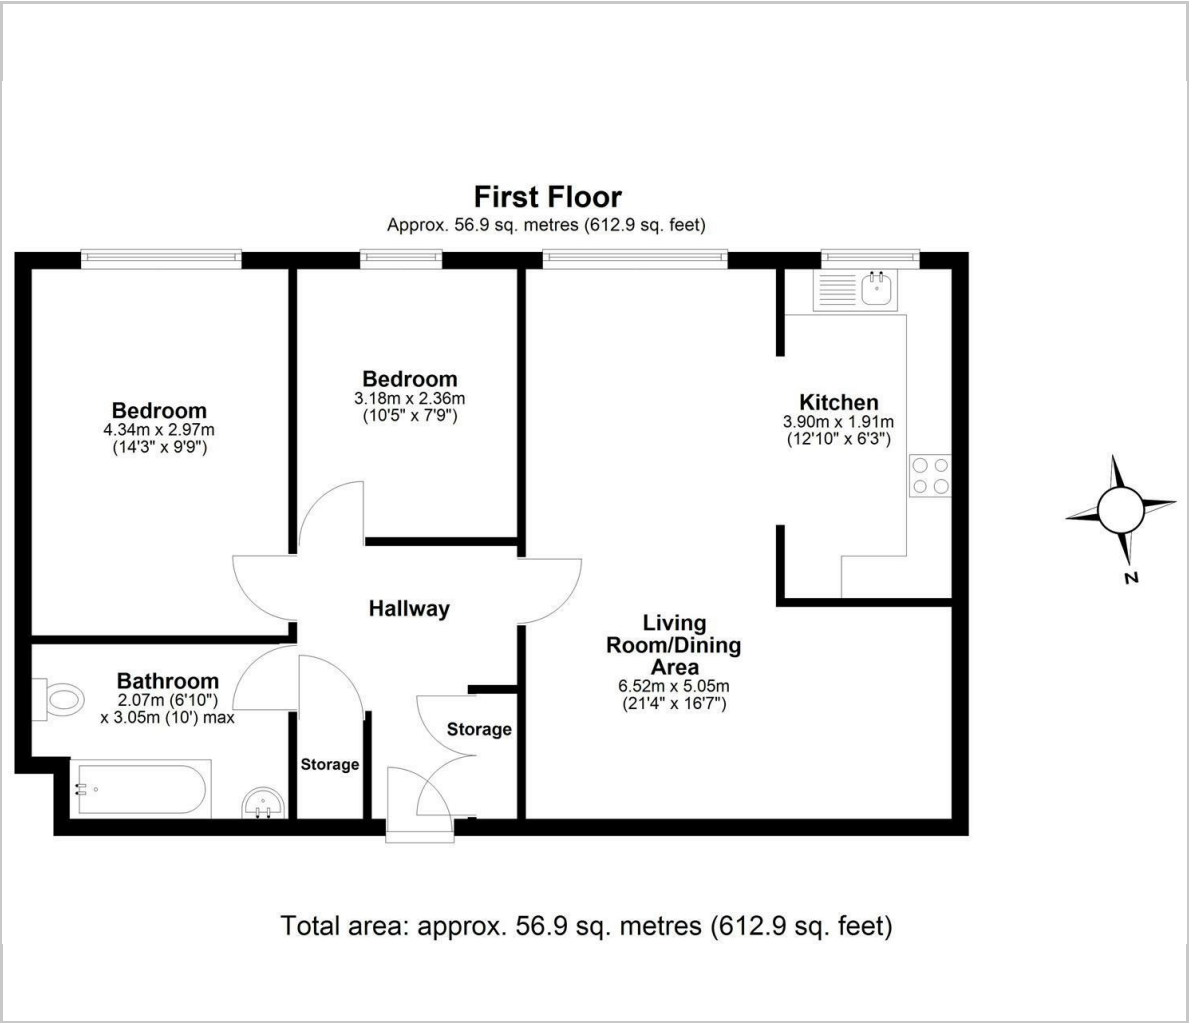 First Floor
Approx. 56.9 sq. metres (612.9 sq. feet)
Bedroom
4.34m x 2.97m
(14'3" x 9'9")
Bedroom
3.18m x 2.36m
(10'5" x 7'9")
Kitchen
3.90m x 1.91m
(12'10" x 6'3")
Hallway
Living
Room/Dining
Area
6.52m x 5.05m
(21'4" x 16'7")
Bathroom
2.07m (6'10")
x 3.05m (10') max
Storage
Storage
N
Total area: approx. 56.9 sq. metres (612.9 sq. feet)